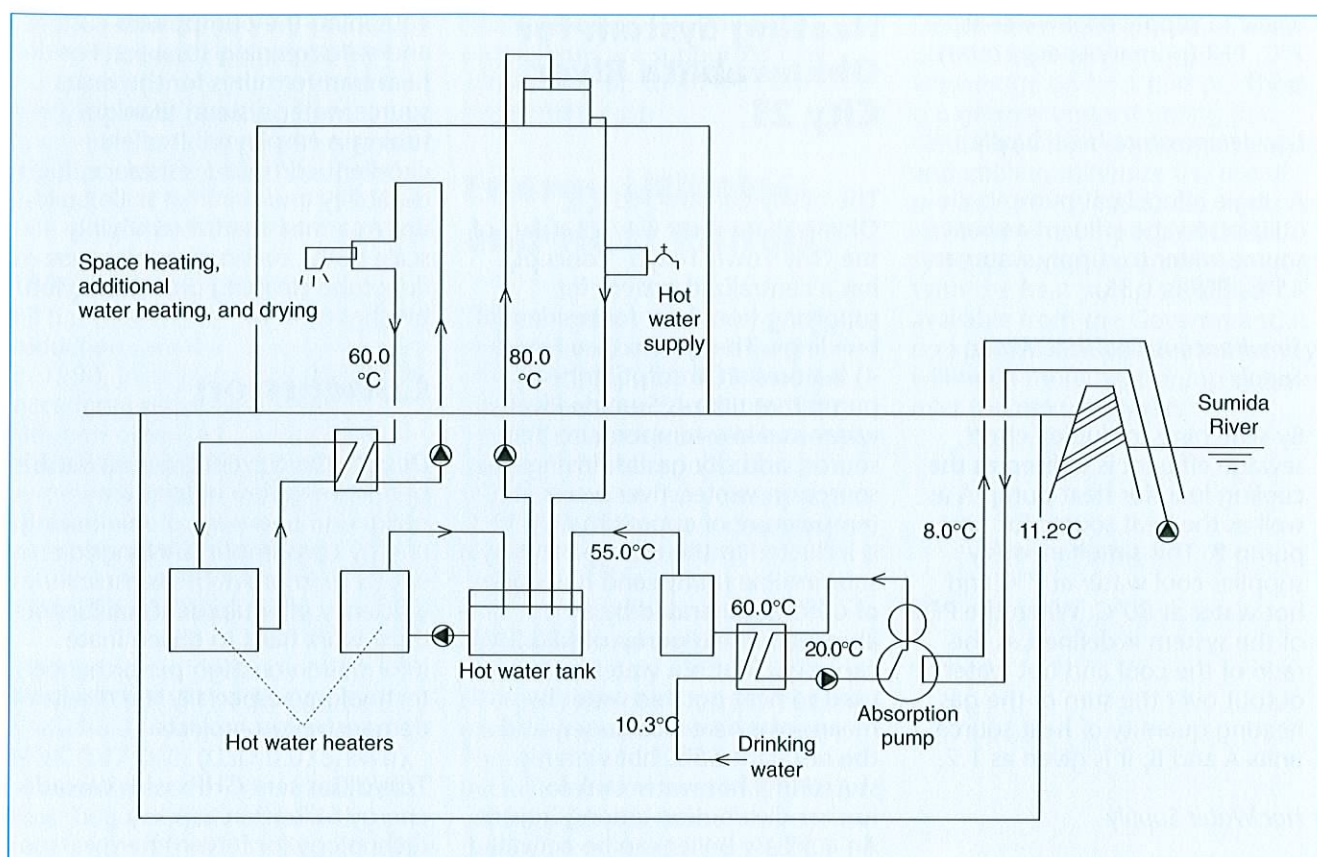 Space heating,
additional
water heating, and drying
60.0
°C
80.0
°C
Hot
water
supply
Sumida
River
8.0°C
11.2°C
55.0°C
60.0°C
20.0°C
Hot water tank
10.3°C
Absorption
pump
Hot water heaters
Drinking
water